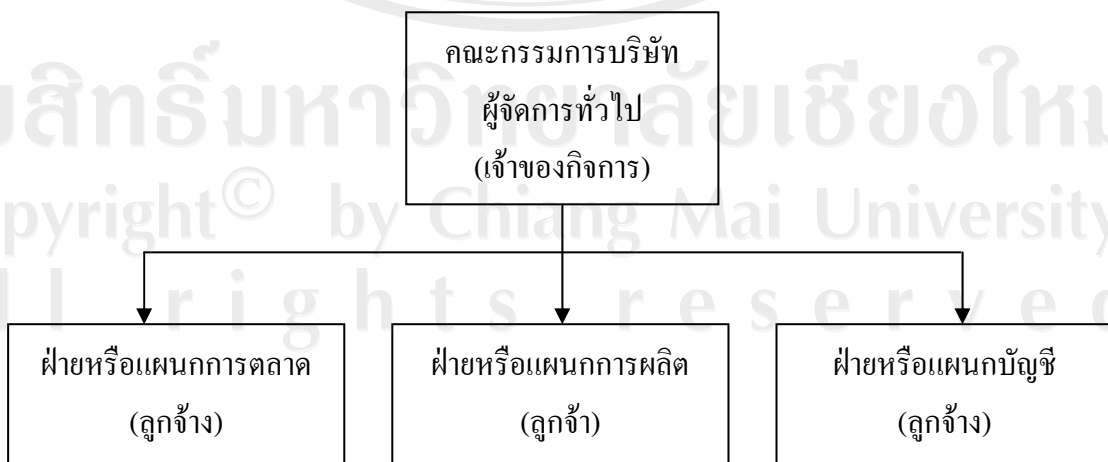 คณะกรรมการบริษัท
ผู้จัดการทั่วไป
(เจ้าของกิจการ)
ฝ่ายหรือแผนกการตลาด
(ลูกจ้าง)
ฝ่ายหรือแผนกการผลิต
(ลูกจ้า)
ฝ่ายหรือแผนกบัญชี
(ลูกจ้าง)
สิทธิ์มหาวิทยาลัยเชียงใหม
pyright© by Chiang Mai University
l l r i g h t s r e s e r v e